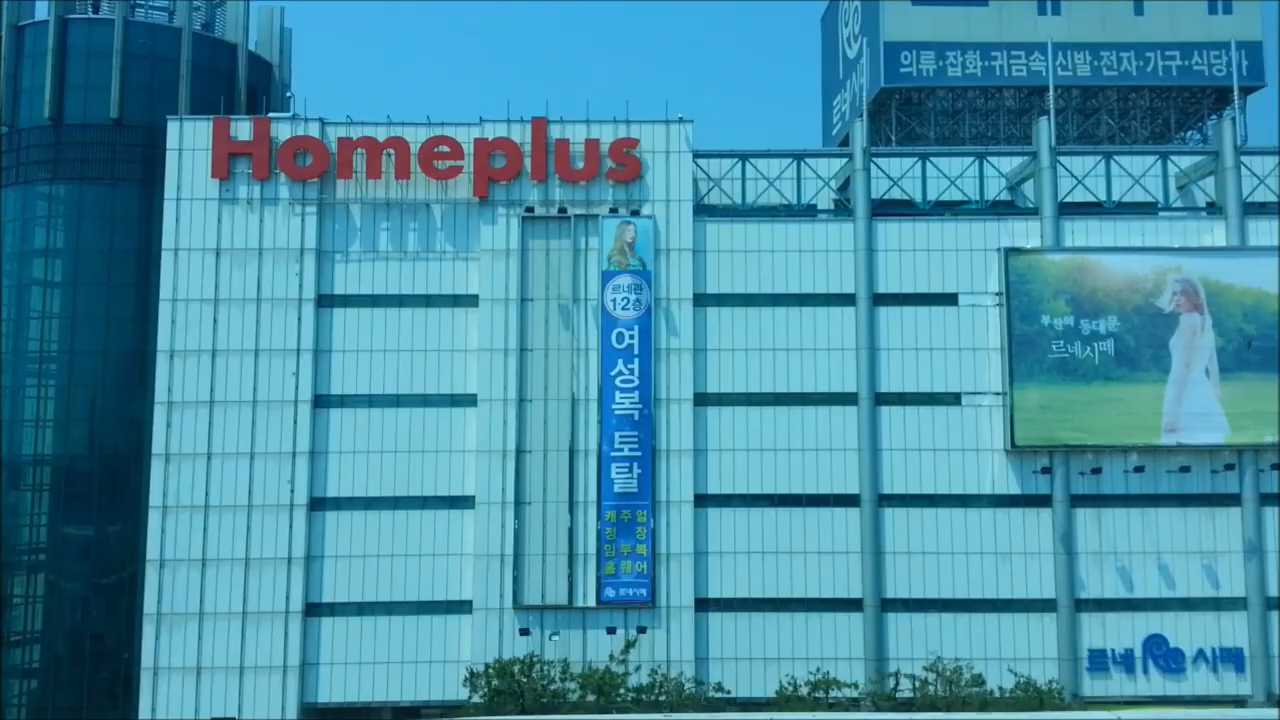 Homeplus
르네시떼
의류·잡화·귀금속·신발·전자·가구·식당가
르네관
1·2층
여성복 토탈
캐주얼
정 장
임부복
홈웨어
르네시떼
부산의 동대문
르네시떼
르네 Re 시떼